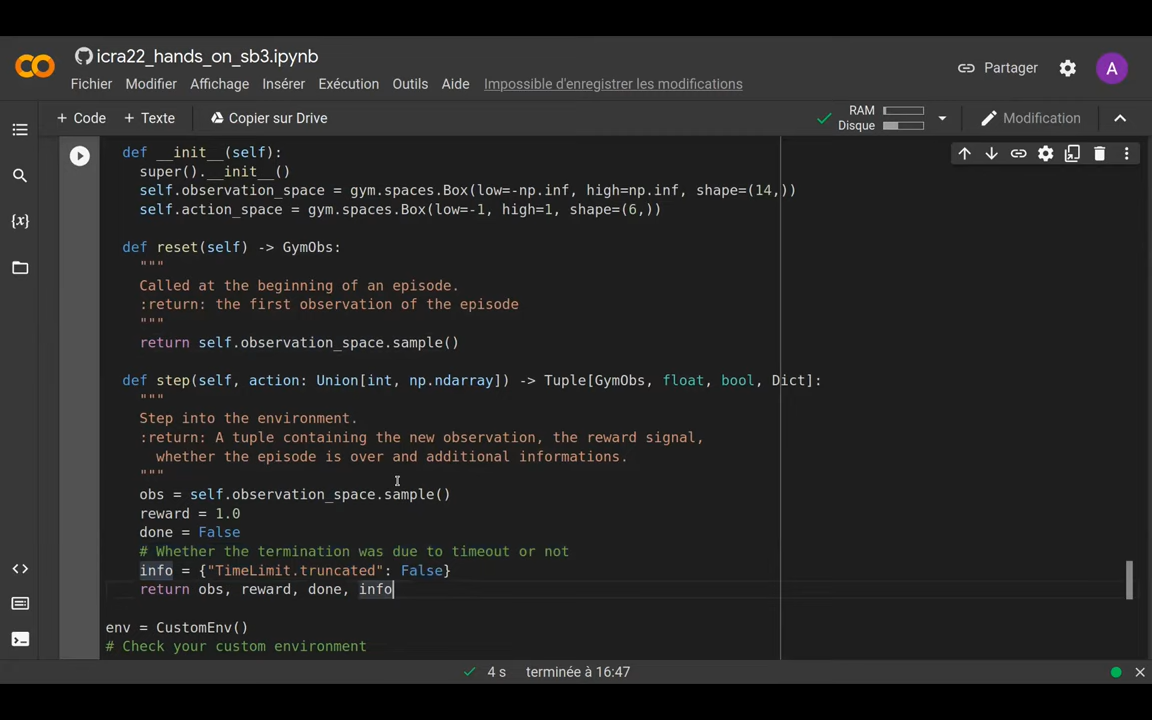 icra22_hands_on_sb3.ipynb
Fichier Modifier Affichage Insérer Exécution Outils Aide Impossible d'enregistrer les modifications
Partager
A
+ Code + Texte Copier sur Drive
RAM
Disque
Modification
def __init__(self):
super().__init__()
self.observation_space = gym.spaces.Box(low=-np.inf, high=np.inf, shape=(14,))
self.action_space = gym.spaces.Box(low=-1, high=1, shape=(6,))
def reset(self) -> GymObs:
"""
Called at the beginning of an episode.
:return: the first observation of the episode
"""
return self.observation_space.sample()
def step(self, action: Union[int, np.ndarray]) -> Tuple[GymObs, float, bool, Dict]:
"""
Step into the environment.
:return: A tuple containing the new observation, the reward signal,
whether the episode is over and additional informations.
"""
obs = self.observation_space.sample()
reward = 1.0
done = False
# Whether the termination was due to timeout or not
info = {"TimeLimit.truncated": False}
return obs, reward, done, info
env = CustomEnv()
# Check your custom environment
4 s terminée à 16:47